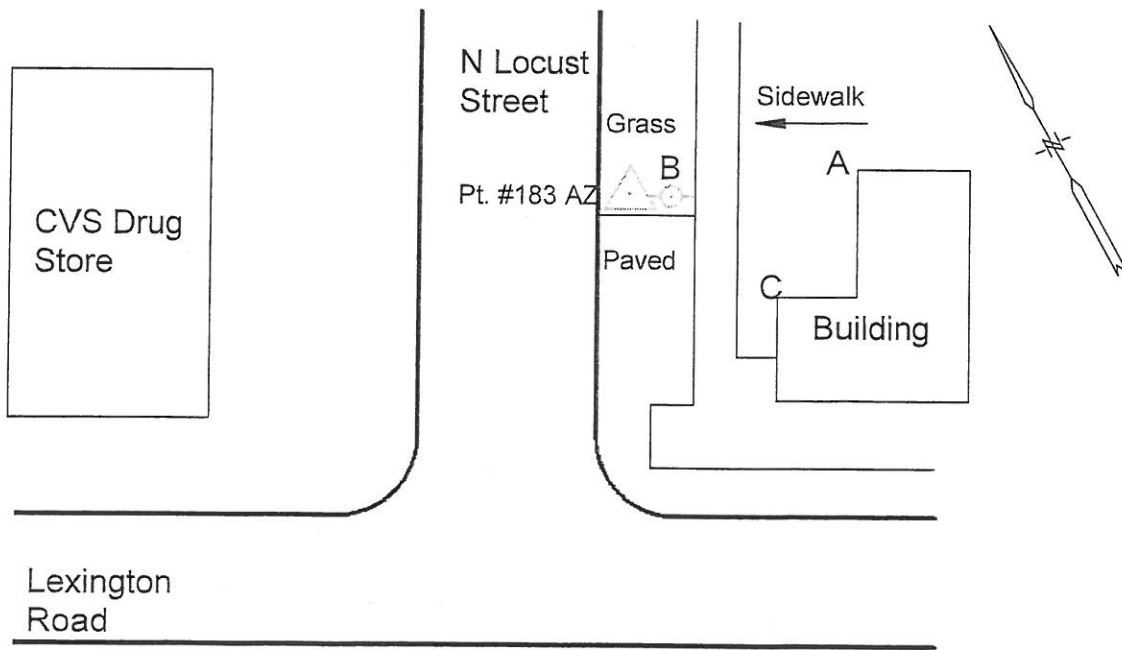 N Locust
Street
Sidewalk
Grass
A
B
Pt. #183 AZ
CVS Drug
Store
Paved
C
Building
Lexington
Road